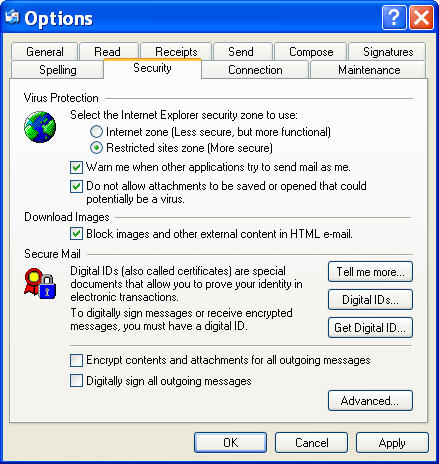 Options
General Read Receipts Send Compose Signatures
Spelling Security Connection Maintenance
Virus Protection
Select the Internet Explorer security zone to use:
Internet zone (Less secure, but more functional)
Restricted sites zone (More secure)
Warn me when other applications try to send mail as me.
Do not allow attachments to be saved or opened that could
potentially be a virus.
Download Images
Block images and other external content in HTML e-mail.
Secure Mail
Digital IDs (also called certificates) are special
documents that allow you to prove your identity in
electronic transactions.
Tell me more...
Digital IDs...
To digitally sign messages or receive encrypted
messages, you must have a digital ID.
Get Digital ID...
Encrypt contents and attachments for all outgoing messages
Digitally sign all outgoing messages
Advanced...
OK Cancel Apply